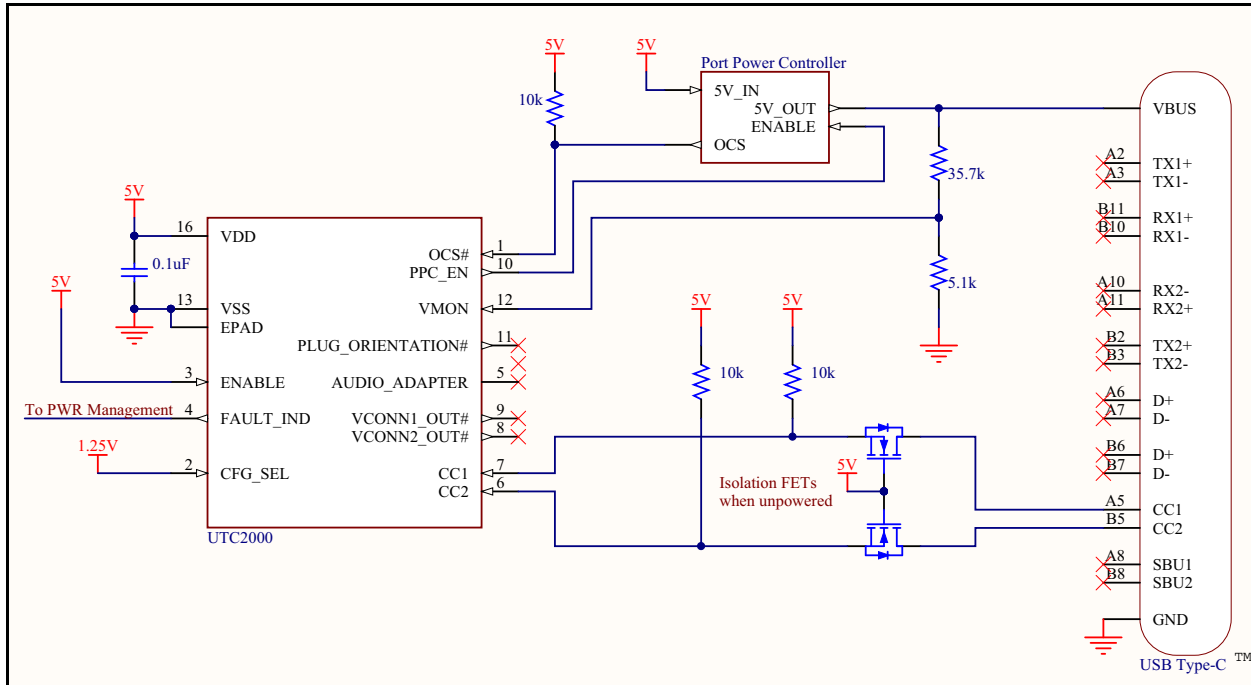 5V
10k
5V
Port Power Controller
5V_IN
5V_OUT
ENABLE
OCS
35.7k
5.1k
5V
0.1uF
5V
16 VDD
13 VSS
EPAD
3 ENABLE
To PWR Management
4 FAULT_IND
1.25V
2 CFG_SEL
OCS# 1
PPC_EN 10
VMON 12
PLUG_ORIENTATION# 11
AUDIO_ADAPTER 5
VCONN1_OUT# 9
VCONN2_OUT# 8
CC1 7
CC2 6
UTC2000
5V
10k
5V
10k
5V
Isolation FETs
when unpowered
VBUS
A2 TX1+
A3 TX1-
B11 RX1+
B10 RX1-
A10 RX2-
A11 RX2+
B2 TX2+
B3 TX2-
A6 D+
A7 D-
B6 D+
B7 D-
A5 CC1
B5 CC2
A8 SBU1
B8 SBU2
GND
USB Type-C TM